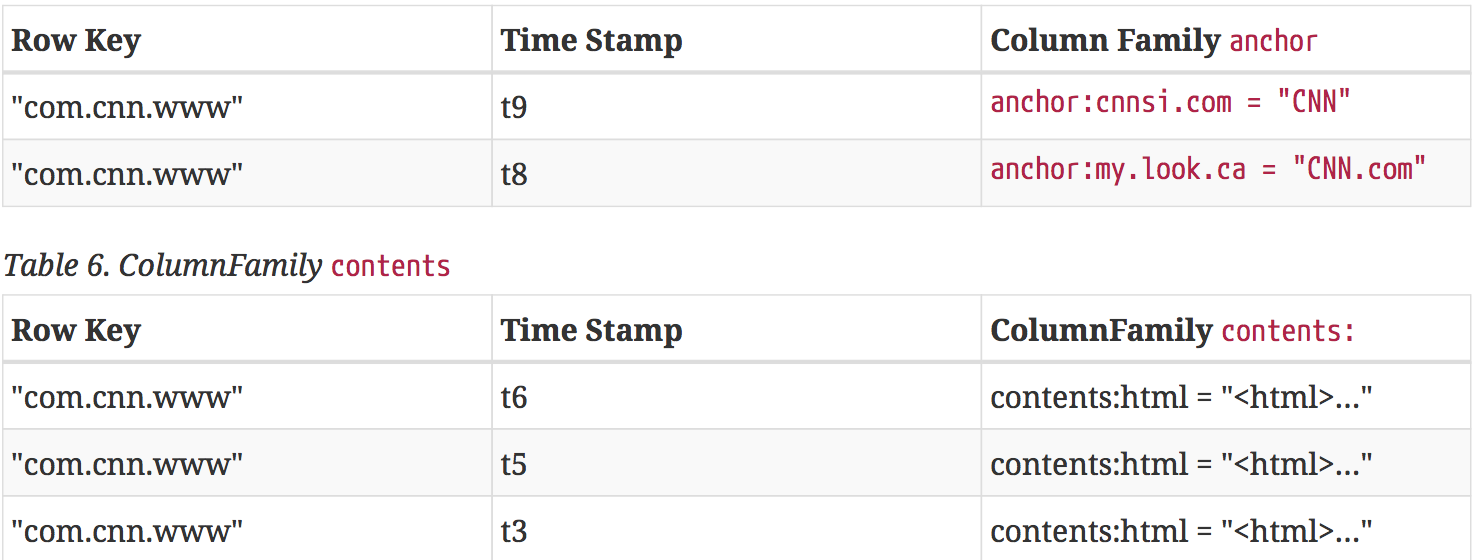 Row Key Time Stamp Column Family anchor
"com.cnn.www" t9 anchor:cnnsi.com = "CNN"
"com.cnn.www" t8 anchor:my.look.ca = "CNN.com"
Table 6. ColumnFamily contents
Row Key Time Stamp ColumnFamily contents:
"com.cnn.www" t6 contents:html = "<html>…"
"com.cnn.www" t5 contents:html = "<html>…"
"com.cnn.www" t3 contents:html = "<html>…"